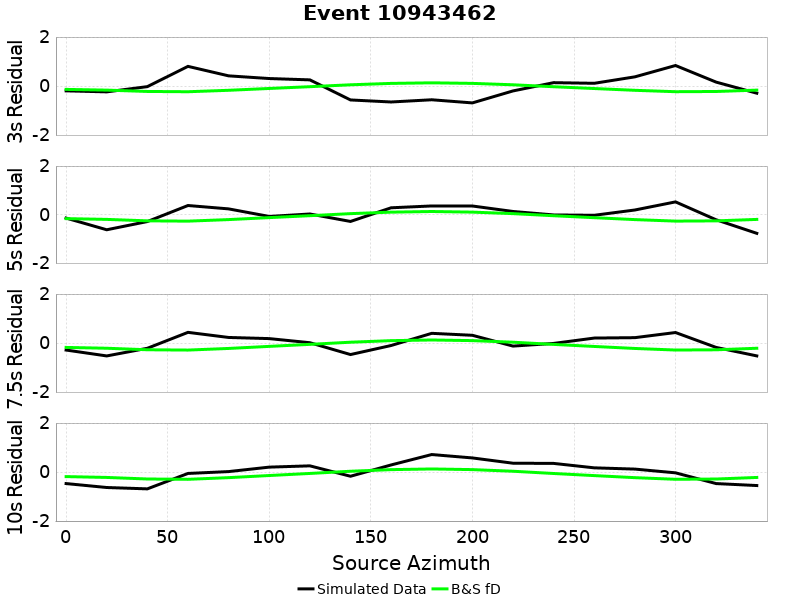 Event 10943462
3s Residual
2
0
-2
5s Residual
2
0
-2
7.5s Residual
2
0
-2
10s Residual
2
0
-2
0 50 100 150 200 250 300
Source Azimuth
Simulated Data B&S fD